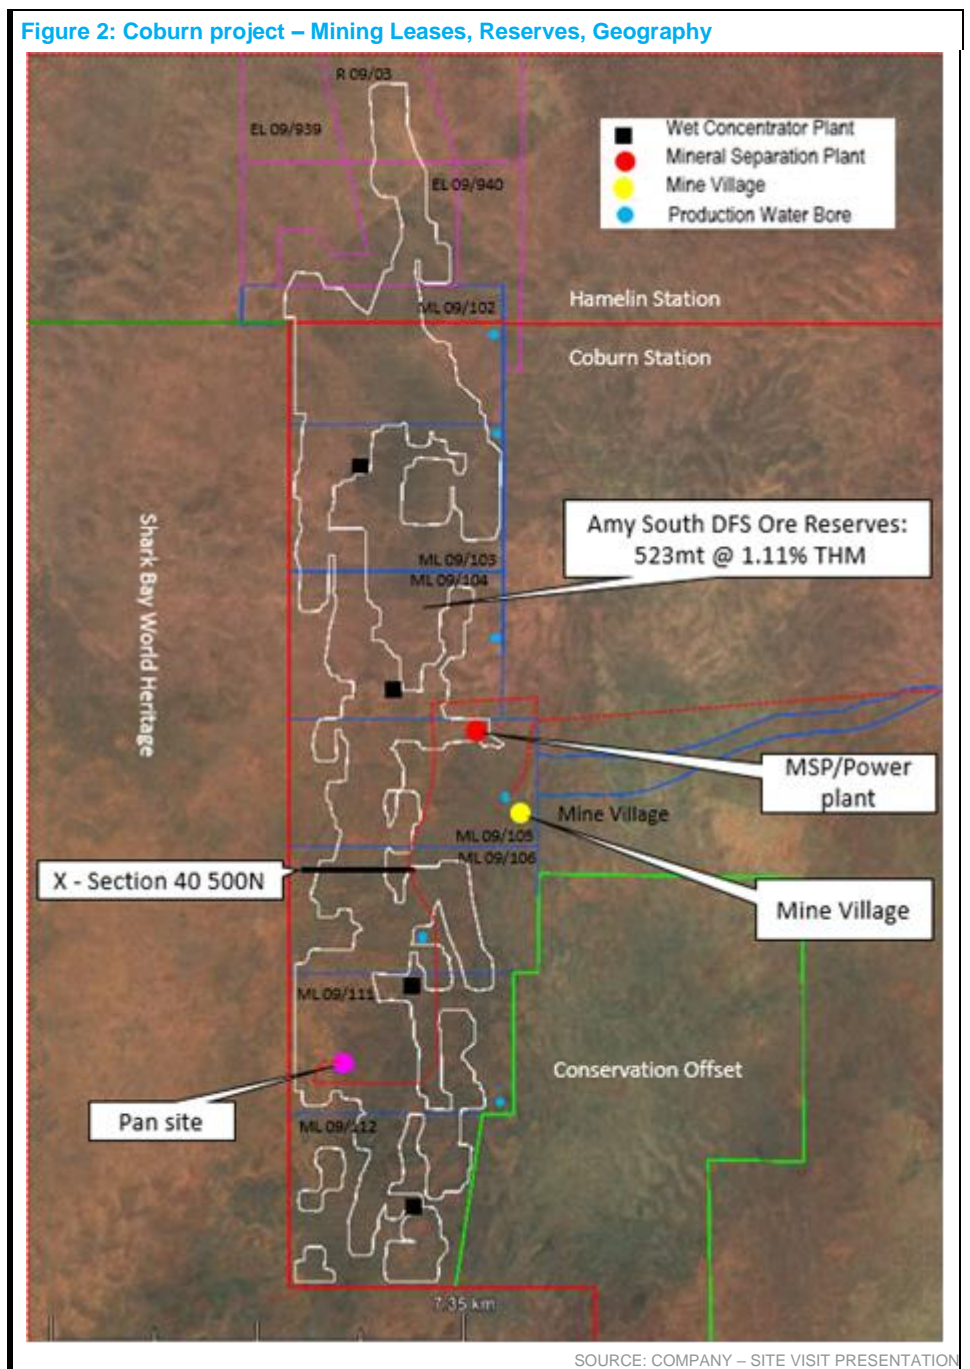 Figure 2: Coburn project – Mining Leases, Reserves, Geography
R 09/03
EL 09/939
EL 09/940
Wet Concentrator Plant
Mineral Separation Plant
Mine Village
Production Water Bore
ML 09/102
Hamelin Station
Coburn Station
Shark Bay World Heritage
Amy South DFS Ore Reserves:
523mt @ 1.11% THM
ML 09/103
ML 09/104
MSP/Power
plant
Mine Village
ML 09/105
ML 09/106
X - Section 40 500N
Mine Village
ML 09/111
Conservation Offset
Pan site
ML 09/112
7.35 km
SOURCE: COMPANY – SITE VISIT PRESENTATION